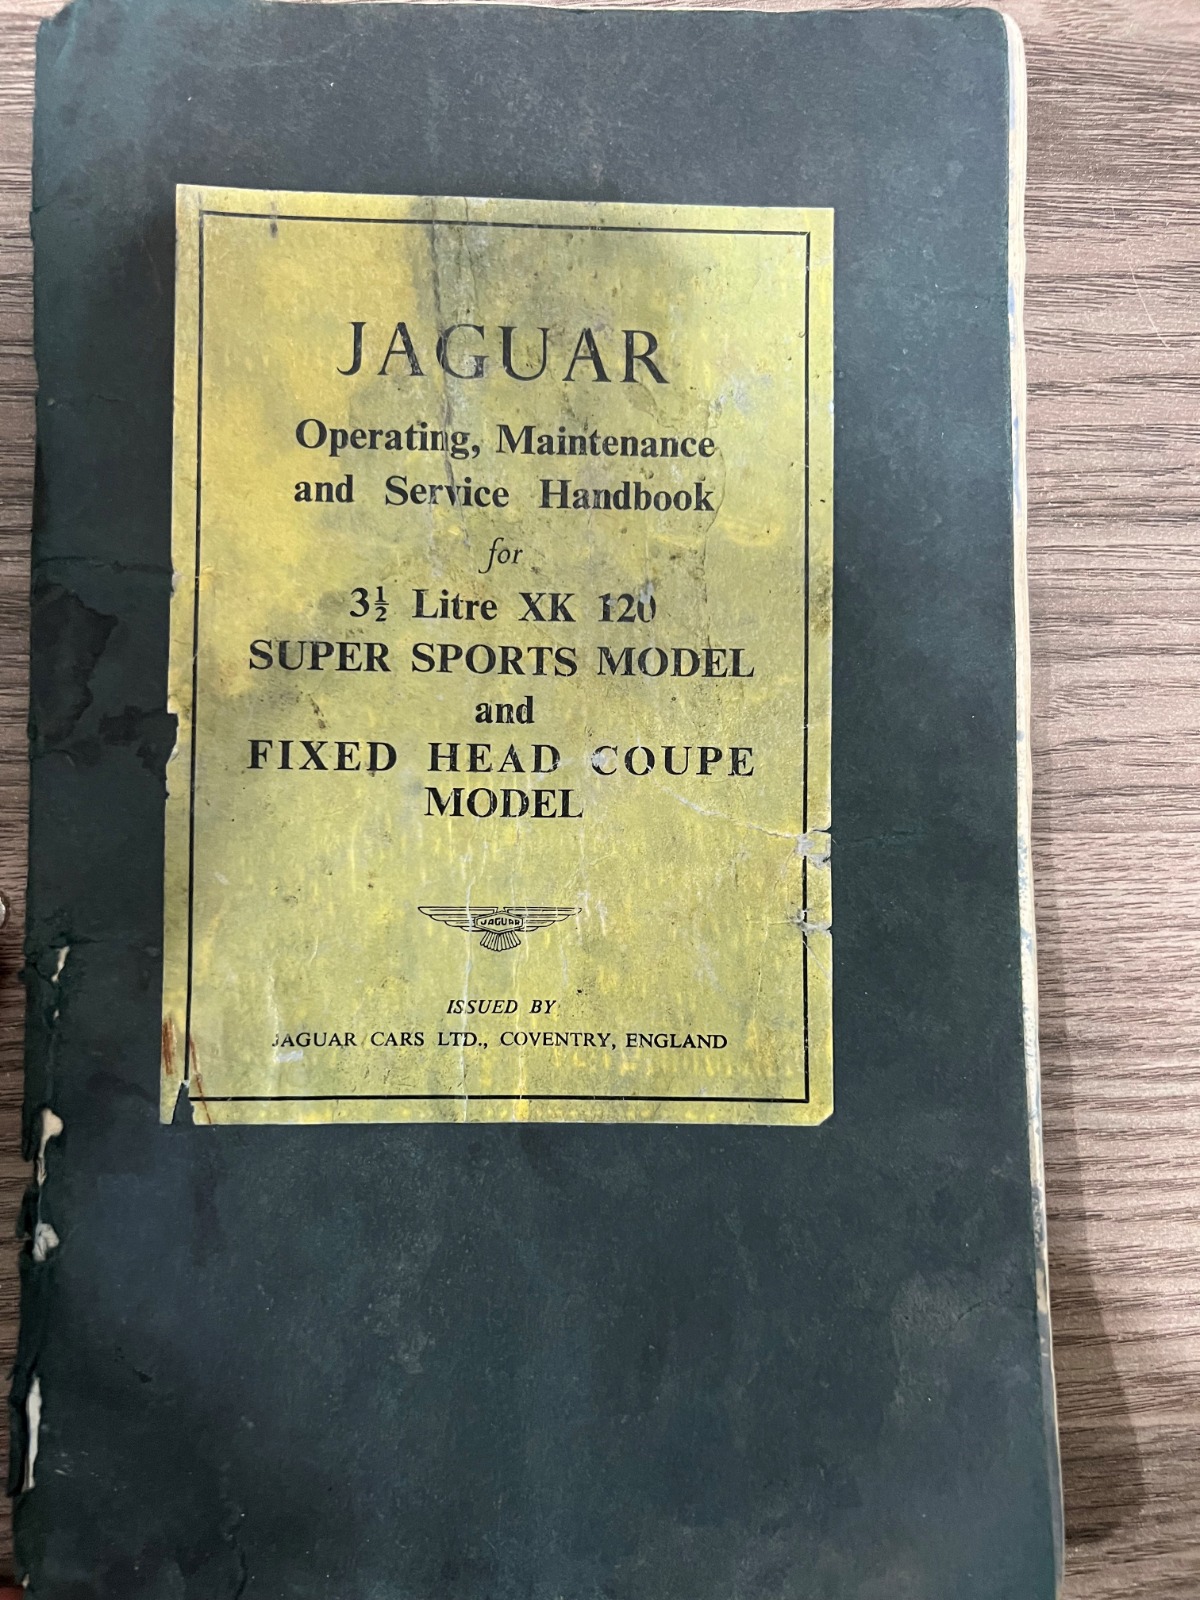 JAGUAR
Operating, Maintenance
and Service Handbook
for
3½ Litre XK 120
SUPER SPORTS MODEL
and
FIXED HEAD COUPE
MODEL
JAGUAR
ISSUED BY
JAGUAR CARS LTD., COVENTRY, ENGLAND